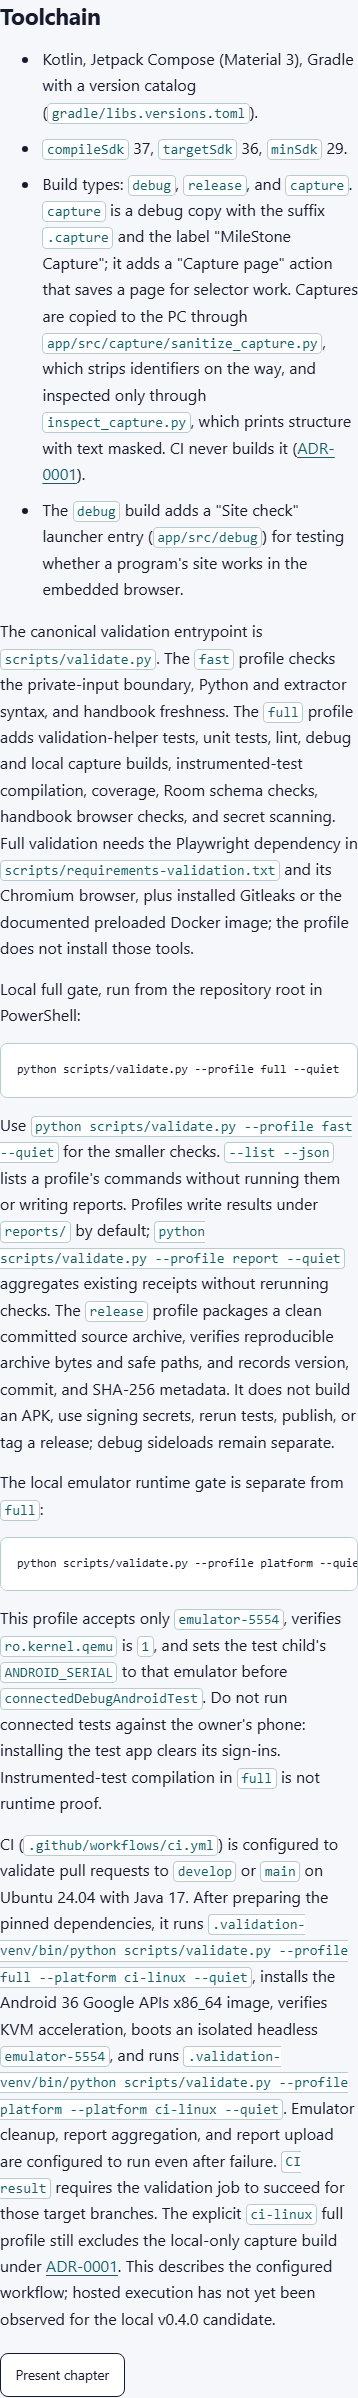 Toolchain
Kotlin, Jetpack Compose (Material 3), Gradle
with a version catalog
(gradle/libs.versions.toml).
compileSdk 37, targetSdk 36, minSdk 29.
Build types: debug, release, and capture.
capture is a debug copy with the suffix
.capture and the label "MileStone
Capture"; it adds a "Capture page" action
that saves a page for selector work. Captures
are copied to the PC through
app/src/capture/sanitize_capture.py,
which strips identifiers on the way, and
inspected only through
inspect_capture.py, which prints structure
with text masked. CI never builds it (ADR-
0001).
The debug build adds a "Site check"
launcher entry (app/src/debug) for testing
whether a program's site works in the
embedded browser.
The canonical validation entrypoint is
scripts/validate.py. The fast profile checks
the private-input boundary, Python and extractor
syntax, and handbook freshness. The full profile
adds validation-helper tests, unit tests, lint, debug
and local capture builds, instrumented-test
compilation, coverage, Room schema checks,
handbook browser checks, and secret scanning.
Full validation needs the Playwright dependency in
scripts/requirements-validation.txt and its
Chromium browser, plus installed Gitleaks or the
documented preloaded Docker image; the profile
does not install those tools.
Local full gate, run from the repository root in
PowerShell:
python scripts/validate.py --profile full --quiet
Use python scripts/validate.py --profile fast
--quiet for the smaller checks. --list --json
lists a profile's commands without running them
or writing reports. Profiles write results under
reports/ by default; python
scripts/validate.py --profile report --quiet
aggregates existing receipts without rerunning
checks. The release profile packages a clean
committed source archive, verifies reproducible
archive bytes and safe paths, and records version,
commit, and SHA-256 metadata. It does not build
an APK, use signing secrets, rerun tests, publish, or
tag a release; debug sideloads remain separate.
The local emulator runtime gate is separate from
full:
python scripts/validate.py --profile platform --quie
This profile accepts only emulator-5554, verifies
ro.kernel.qemu is 1, and sets the test child's
ANDROID_SERIAL to that emulator before
connectedDebugAndroidTest. Do not run
connected tests against the owner's phone:
installing the test app clears its sign-ins.
Instrumented-test compilation in full is not
runtime proof.
CI (.github/workflows/ci.yml) is configured to
validate pull requests to develop or main on
Ubuntu 24.04 with Java 17. After preparing the
pinned dependencies, it runs .validation-
venv/bin/python scripts/validate.py --profile
full --platform ci-linux --quiet, installs the
Android 36 Google APIs x86_64 image, verifies
KVM acceleration, boots an isolated headless
emulator-5554, and runs .validation-
venv/bin/python scripts/validate.py --profile
platform --platform ci-linux --quiet. Emulator
cleanup, report aggregation, and report upload
are configured to run even after failure. CI
result requires the validation job to succeed for
those target branches. The explicit ci-linux full
profile still excludes the local-only capture build
under ADR-0001. This describes the configured
workflow; hosted execution has not yet been
observed for the local v0.4.0 candidate.
Present chapter